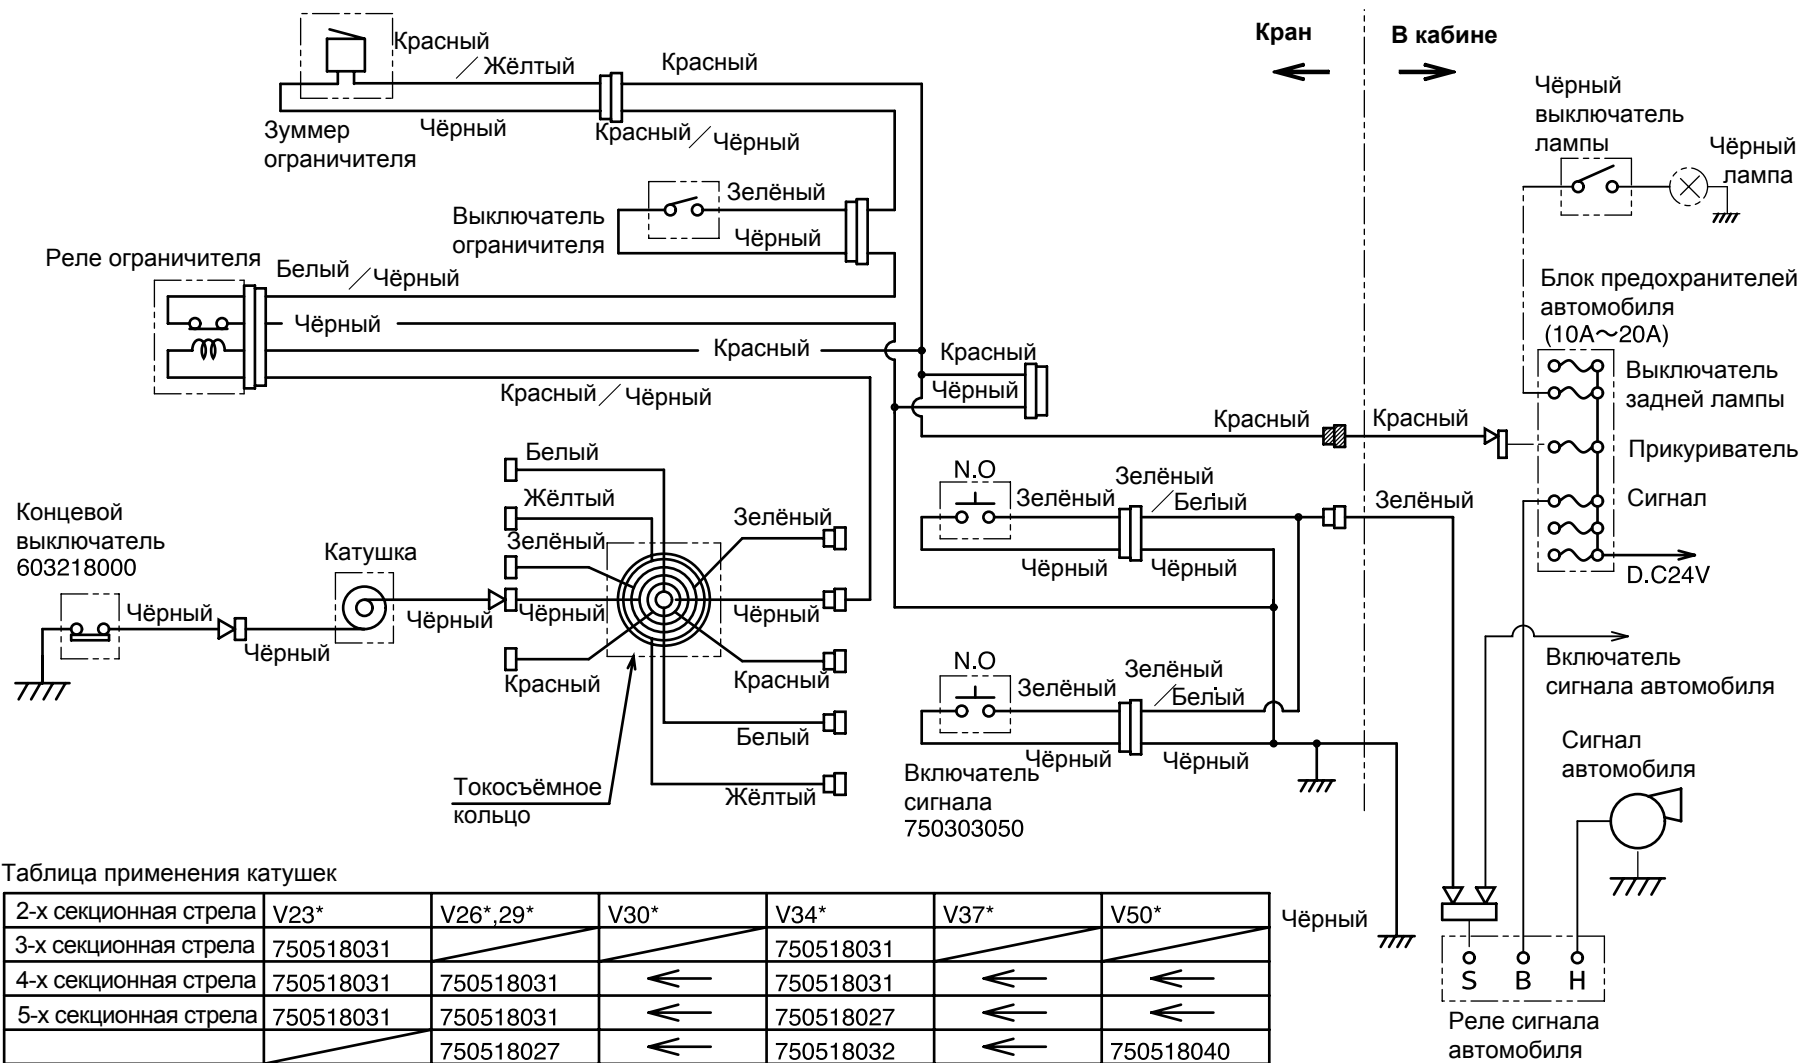 Кран
В кабине
Красный
Жёлтый
Красный
Зуммер
ограничителя
Чёрный
Красный
Чёрный
Выключатель
ограничителя
Зелёный
Чёрный
Реле ограничителя
Белый
Чёрный
Чёрный
Красный
Красный
Чёрный
Красный
Чёрный
Красный
Красный
Чёрный
выключатель
лампы
Чёрный
лампа
Блок предохранителей
автомобиля
(10A～20A)
Выключатель
задней лампы
Прикуриватель
Сигнал
D.C24V
Белый
Жёлтый
Зелёный
Зелёный
Концевой
выключатель
603218000
Катушка
Чёрный
Чёрный
Чёрный
Чёрный
Чёрный
Красный
Красный
Белый
Жёлтый
Токосъёмное
кольцо
N.O
Зелёный
Зелёный
Белый
Зелёный
Чёрный
Чёрный
N.O
Зелёный
Зелёный
Белый
Чёрный
Чёрный
Включатель
сигнала
750303050
Включатель
сигнала автомобиля
Сигнал
автомобиля
Чёрный
S B H
Реле сигнала
автомобиля
Таблица применения катушек
2-х секционная стрела V23* V26*,29* V30* V34* V37* V50*
3-х секционная стрела 750518031 750518031
4-х секционная стрела 750518031 750518031 ← 750518031 ← ←
5-х секционная стрела 750518031 750518031 ← 750518027 ← ←
750518027 ← 750518032 ← 750518040